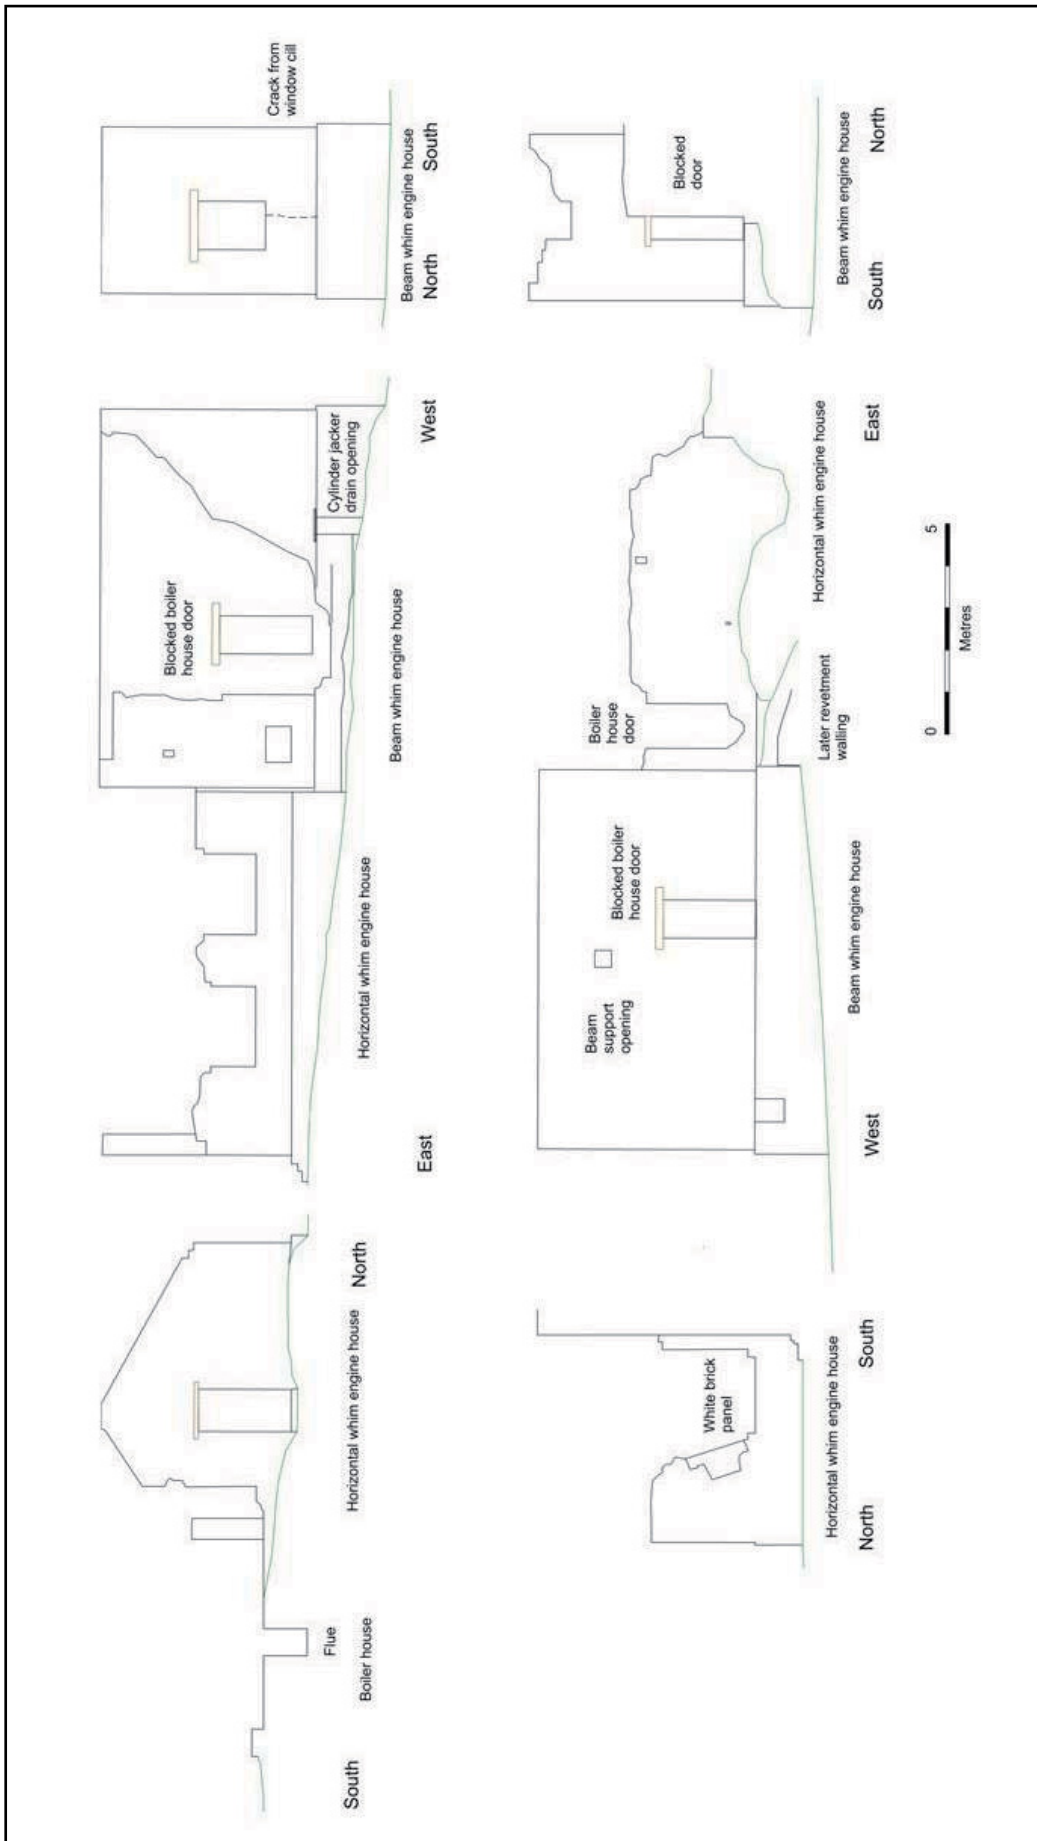 South
Flue
Boiler house
Horizontal whim engine house
North
East
Horizontal whim engine house
Blocked boiler
house door
Beam whim engine house
Cylinder jacker
drain opening
West
Crack from
window cill
Beam whim engine house
North
South
North
Horizontal whim engine house
White brick
panel
South
West
Beam
support
opening
Blocked boiler
house door
Beam whim engine house
Boiler
house
door
Later revetment
walling
Horizontal whim engine house
East
Blocked
door
South
Beam whim engine house
North
0
5
Metres